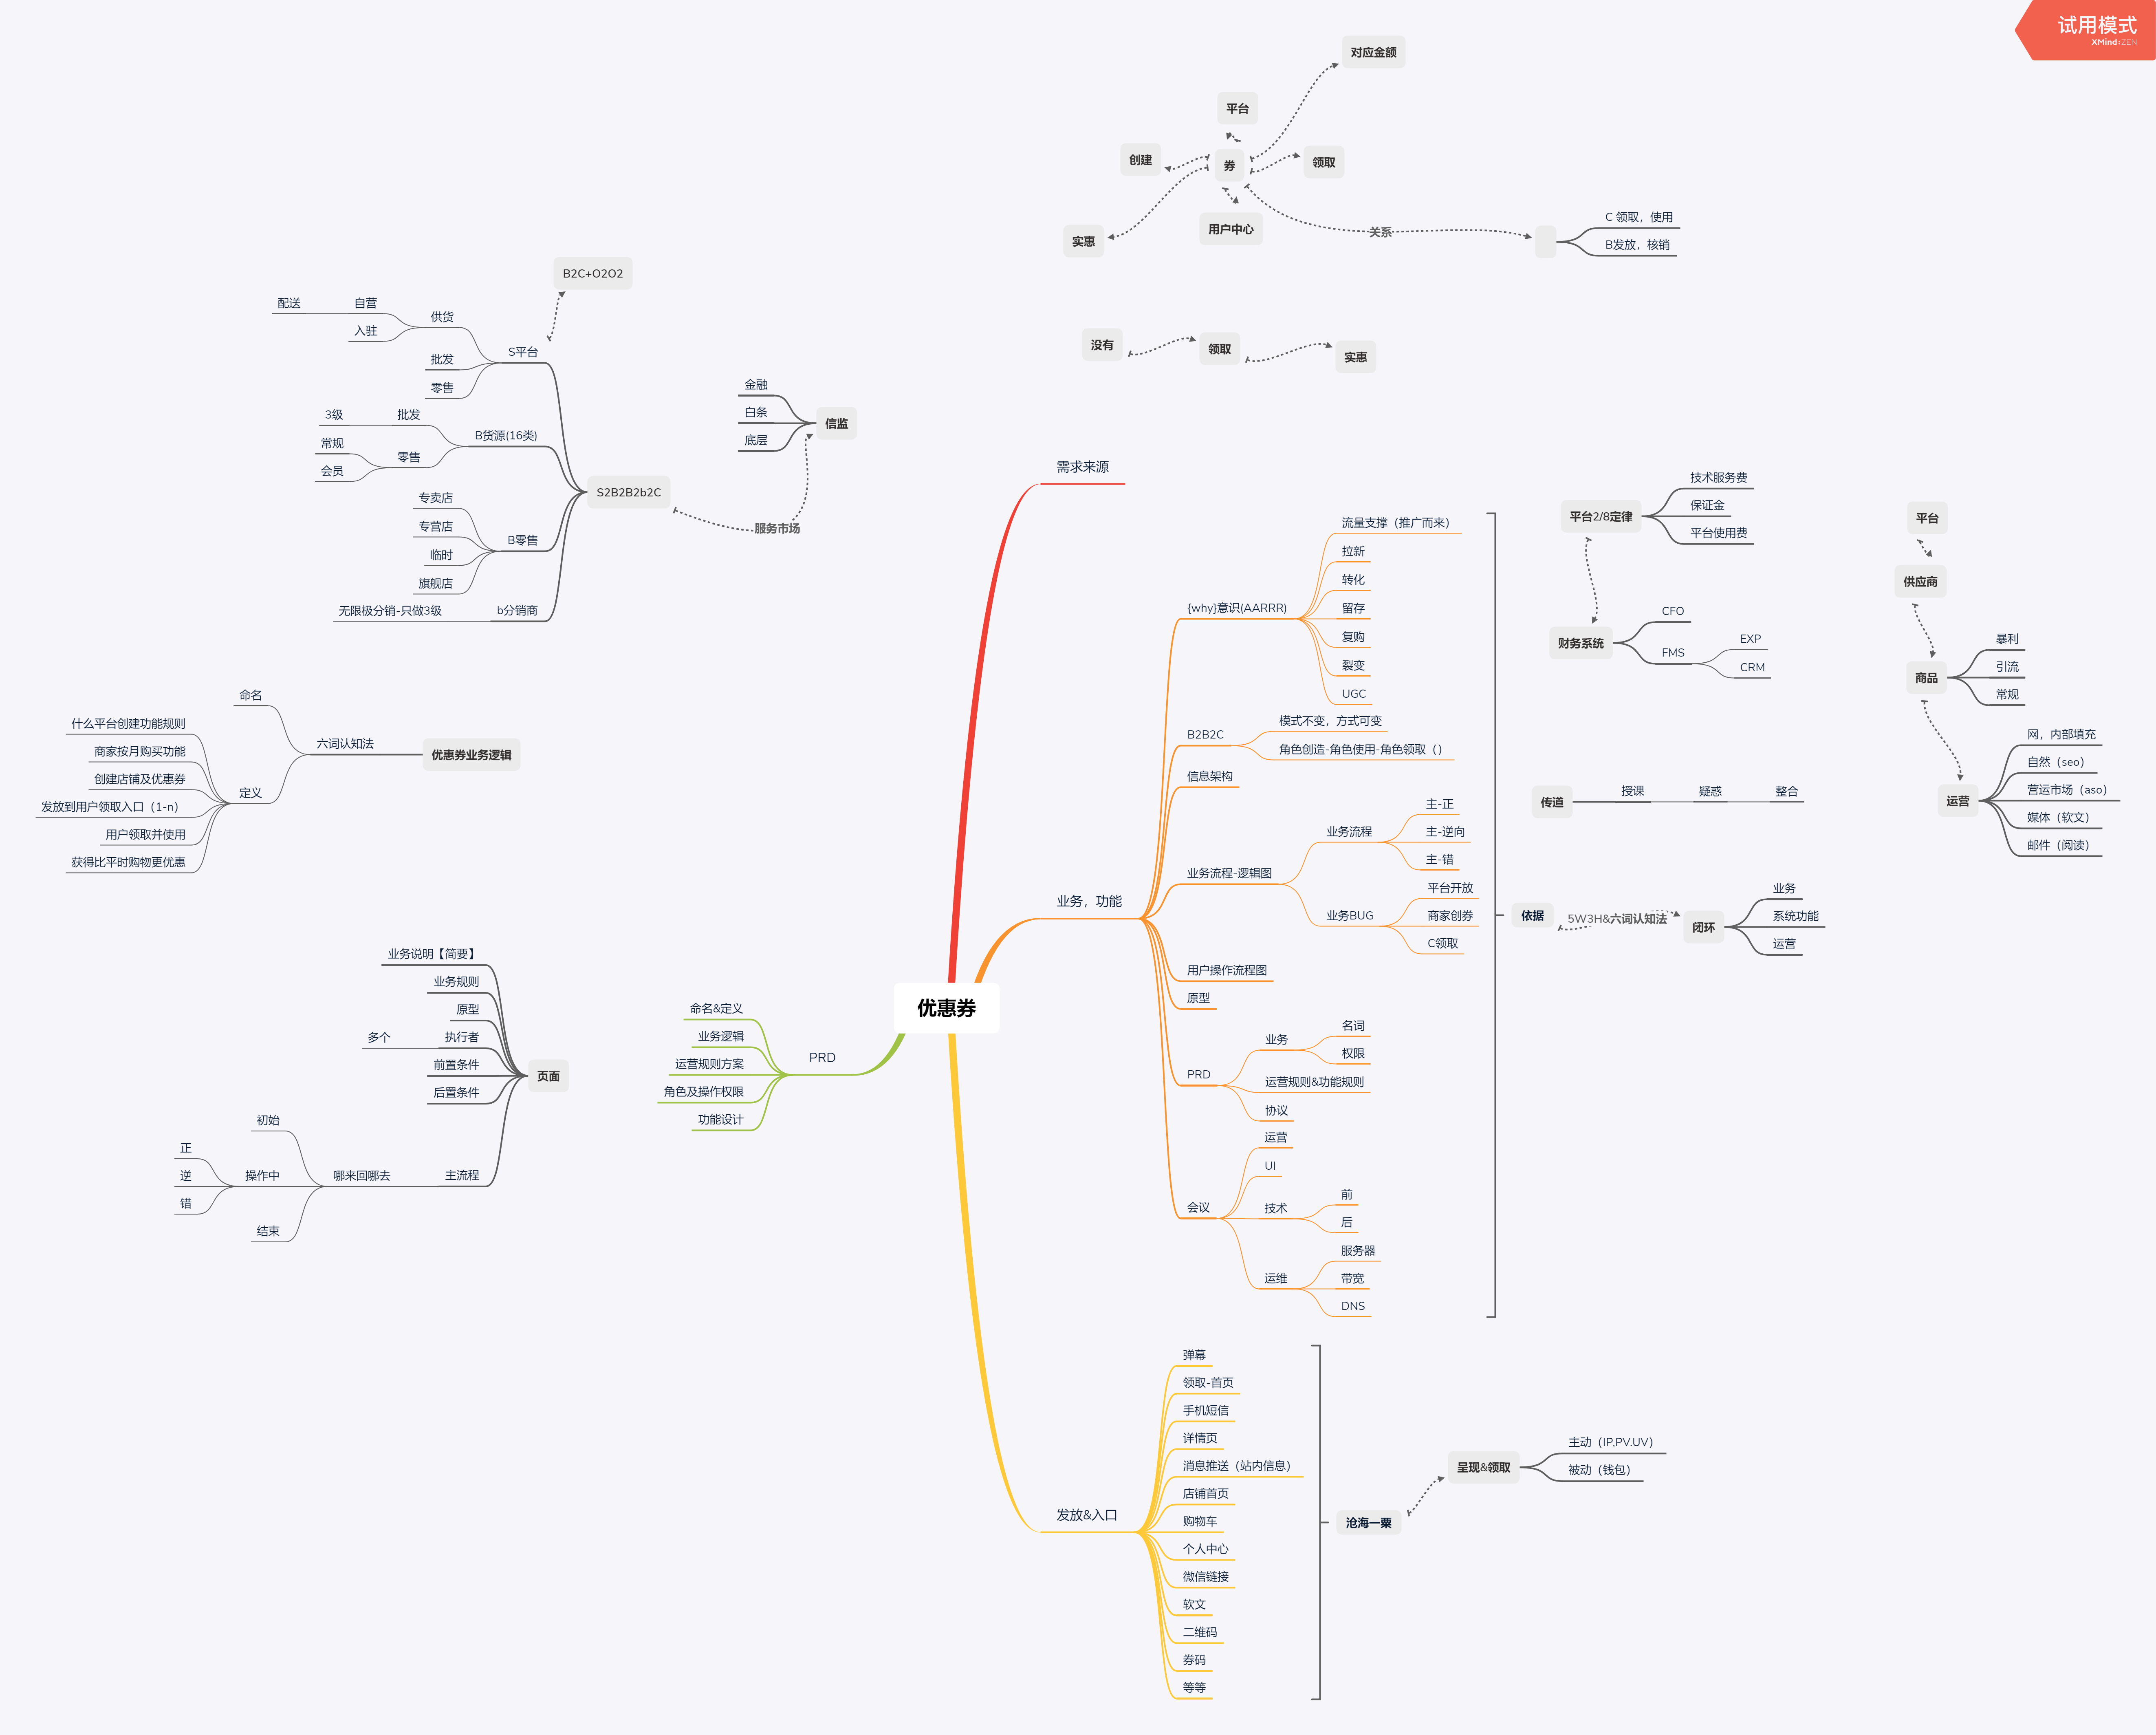 试用模式
XMind:ZEN
对应金额
平台
创建
券
领取
实惠
用户中心
关系
C 领取，使用
B发放，核销
没有
领取
实惠
B2C+O2O2
配送
自营
供货
入驻
S平台
批发
零售
3级
批发
B货源(16类)
常规
零售
会员
S2B2B2b2C
专卖店
专营店
B零售
临时
旗舰店
无限极分销-只做3级
b分销商
金融
白条
信监
底层
服务市场
命名
什么平台创建功能规则
六词认知法
优惠券业务逻辑
商家按月购买功能
创建店铺及优惠券
定义
发放到用户领取入口（1-n）
用户领取并使用
获得比平时购物更优惠
业务说明【简要】
业务规则
原型
多个
执行者
前置条件
页面
后置条件
初始
正
逆
操作中
哪来回哪去
主流程
错
结束
优惠券
命名&定义
业务逻辑
运营规则方案
PRD
角色及操作权限
功能设计
需求来源
业务，功能
{why}意识(AARRR)
流量支撑（推广而来）
拉新
转化
留存
复购
裂变
UGC
B2B2C
模式不变，方式可变
角色创造-角色使用-角色领取（）
信息架构
业务流程-逻辑图
业务流程
主-正
主-逆向
主-错
业务BUG
平台开放
商家创券
C领取
用户操作流程图
原型
PRD
业务
名词
权限
运营规则&功能规则
协议
会议
运营
UI
技术
前
后
运维
服务器
带宽
DNS
依据
5W3H&六词认知法
闭环
业务
系统功能
运营
平台2/8定律
技术服务费
保证金
平台使用费
财务系统
CFO
FMS
EXP
CRM
传道
授课
疑惑
整合
平台
供应商
商品
暴利
引流
常规
运营
网，内部填充
自然（seo）
营运市场（aso）
媒体（软文）
邮件（阅读）
发放&入口
弹幕
领取-首页
手机短信
详情页
消息推送（站内信息）
店铺首页
购物车
个人中心
微信链接
软文
二维码
券码
等等
沧海一粟
呈现&领取
主动（IP,PV.UV）
被动（钱包）